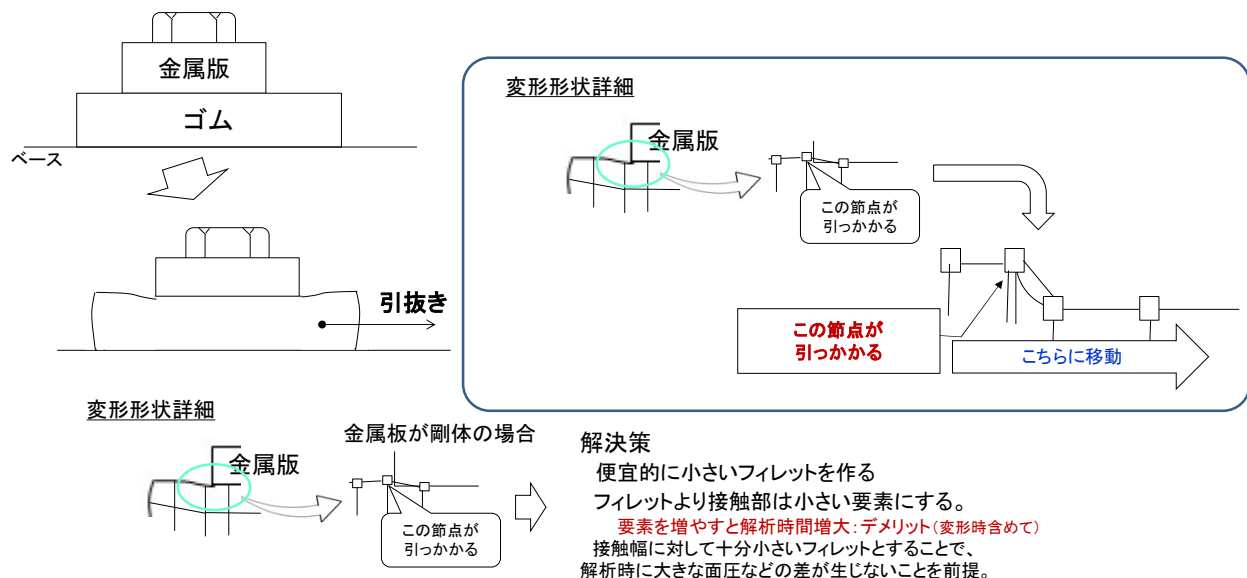 金属版
ゴム
ベース
引抜き
変形形状詳細
金属版
この節点が
引っかかる
この節点が
引っかかる
こちらに移動
変形形状詳細
金属版
金属板が剛体の場合
この節点が
引っかかる
解決策
便宜的に小さいフィレットを作る
フィレットより接触部は小さい要素にする。
要素を増やすと解析時間増大：デメリット（変形時含めて）
接触幅に対して十分小さいフィレットとすることで、
解析時に大きな面圧などの差が生じないことを前提。